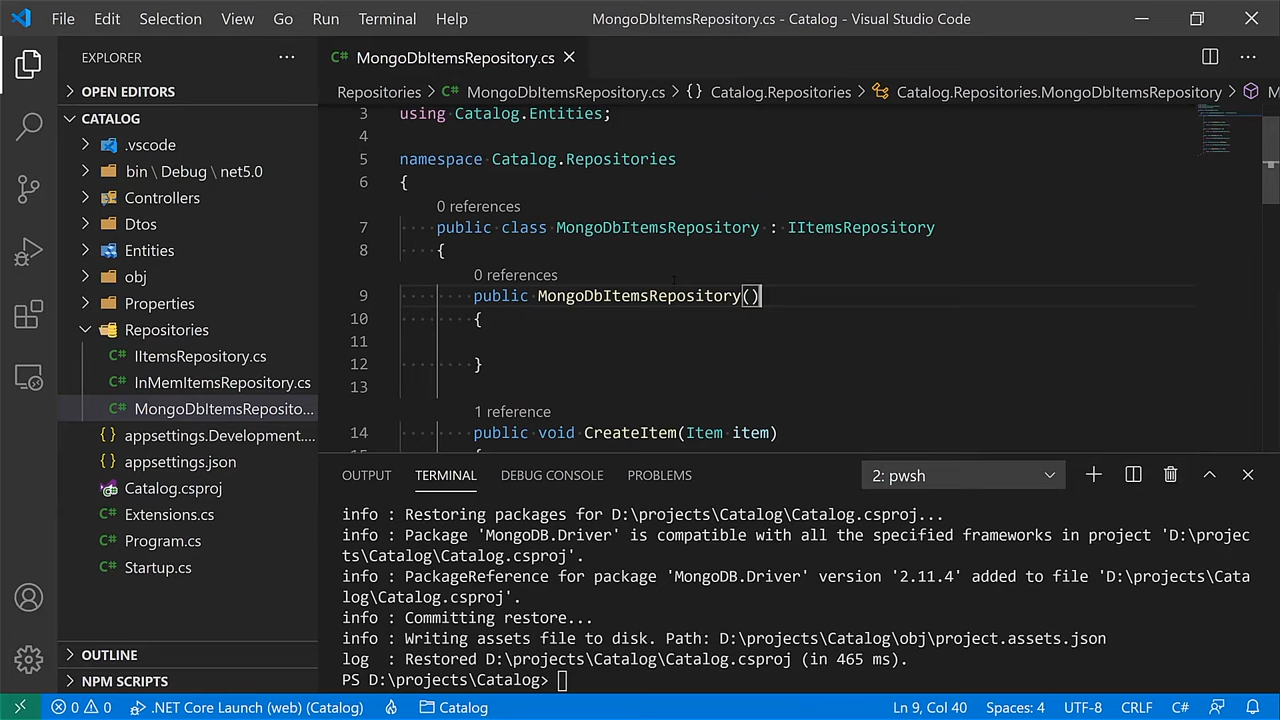 File Edit Selection View Go Run Terminal Help MongoDbItemsRepository.cs - Catalog - Visual Studio Code
EXPLORER
OPEN EDITORS
CATALOG
.vscode
bin \ Debug \ net5.0
Controllers
Dtos
Entities
obj
Properties
Repositories
IItemsRepository.cs
InMemItemsRepository.cs
MongoDbItemsReposito...
appsettings.Development....
appsettings.json
Catalog.csproj
Extensions.cs
Program.cs
Startup.cs
OUTLINE
NPM SCRIPTS
MongoDbItemsRepository.cs
Repositories > MongoDbItemsRepository.cs > {} Catalog.Repositories > Catalog.Repositories.MongoDbItemsRepository > M
3 using Catalog.Entities;
4
5 namespace Catalog.Repositories
6 {
0 references
7 public class MongoDbItemsRepository : IItemsRepository
8 {
0 references
9 public MongoDbItemsRepository()
10 {
11
12 }
13
1 reference
14 public void CreateItem(Item item)
OUTPUT TERMINAL DEBUG CONSOLE PROBLEMS 2: pwsh
info : Restoring packages for D:\projects\Catalog\Catalog.csproj...
info : Package 'MongoDB.Driver' is compatible with all the specified frameworks in project 'D:\projec
ts\Catalog\Catalog.csproj'.
info : PackageReference for package 'MongoDB.Driver' version '2.11.4' added to file 'D:\projects\Cata
log\Catalog.csproj'.
info : Committing restore...
info : Writing assets file to disk. Path: D:\projects\Catalog\obj\project.assets.json
log  : Restored D:\projects\Catalog\Catalog.csproj (in 465 ms).
PS D:\projects\Catalog>
0 0 .NET Core Launch (web) (Catalog) Catalog Ln 9, Col 40 Spaces: 4 UTF-8 CRLF C#